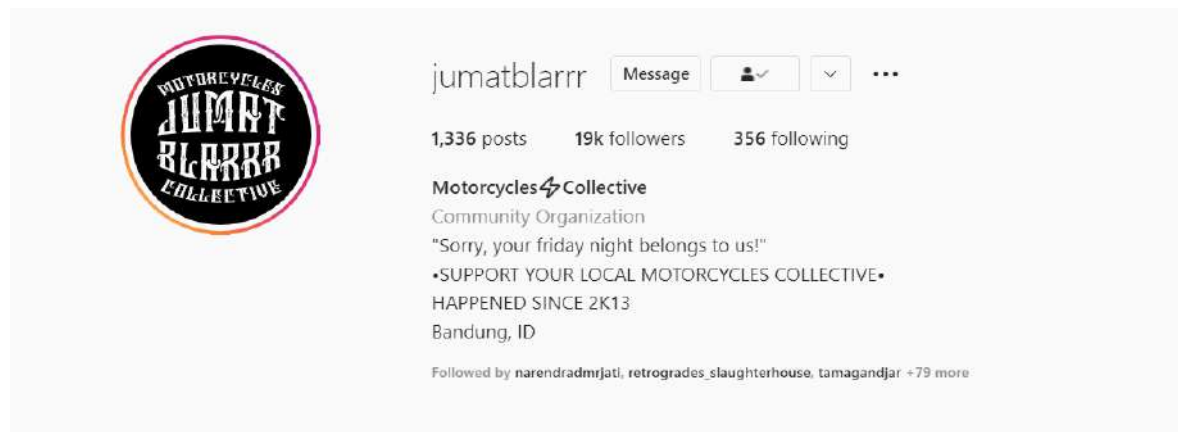 MOTORCYCLES
JUMAT
BLARRR
COLLECTIVE
jumatblarrr Message
1,336 posts 19k followers 356 following
Motorcycles⚡Collective
Community Organization
"Sorry, your friday night belongs to us!"
•SUPPORT YOUR LOCAL MOTORCYCLES COLLECTIVE•
HAPPENED SINCE 2K13
Bandung, ID
Followed by narendradmrjati, retrogrades_slaughterhouse, tamagandjar +79 more